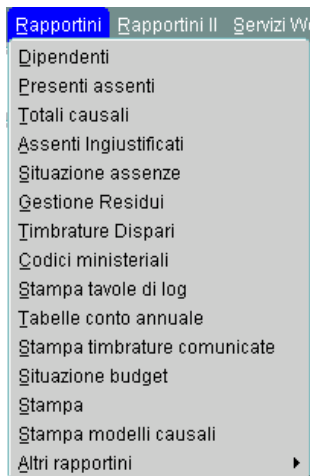 Rapportini Rapportini II Servizi W
Dipendenti
Presenti assenti
Totali causali
Assenti Ingiustificati
Situazione assenze
Gestione Residui
Timbrature Dispari
Codici ministeriali
Stampa tavole di log
Tabelle conto annuale
Stampa timbrature comunicate
Situazione budget
Stampa
Stampa modelli causali
Altri rapportini